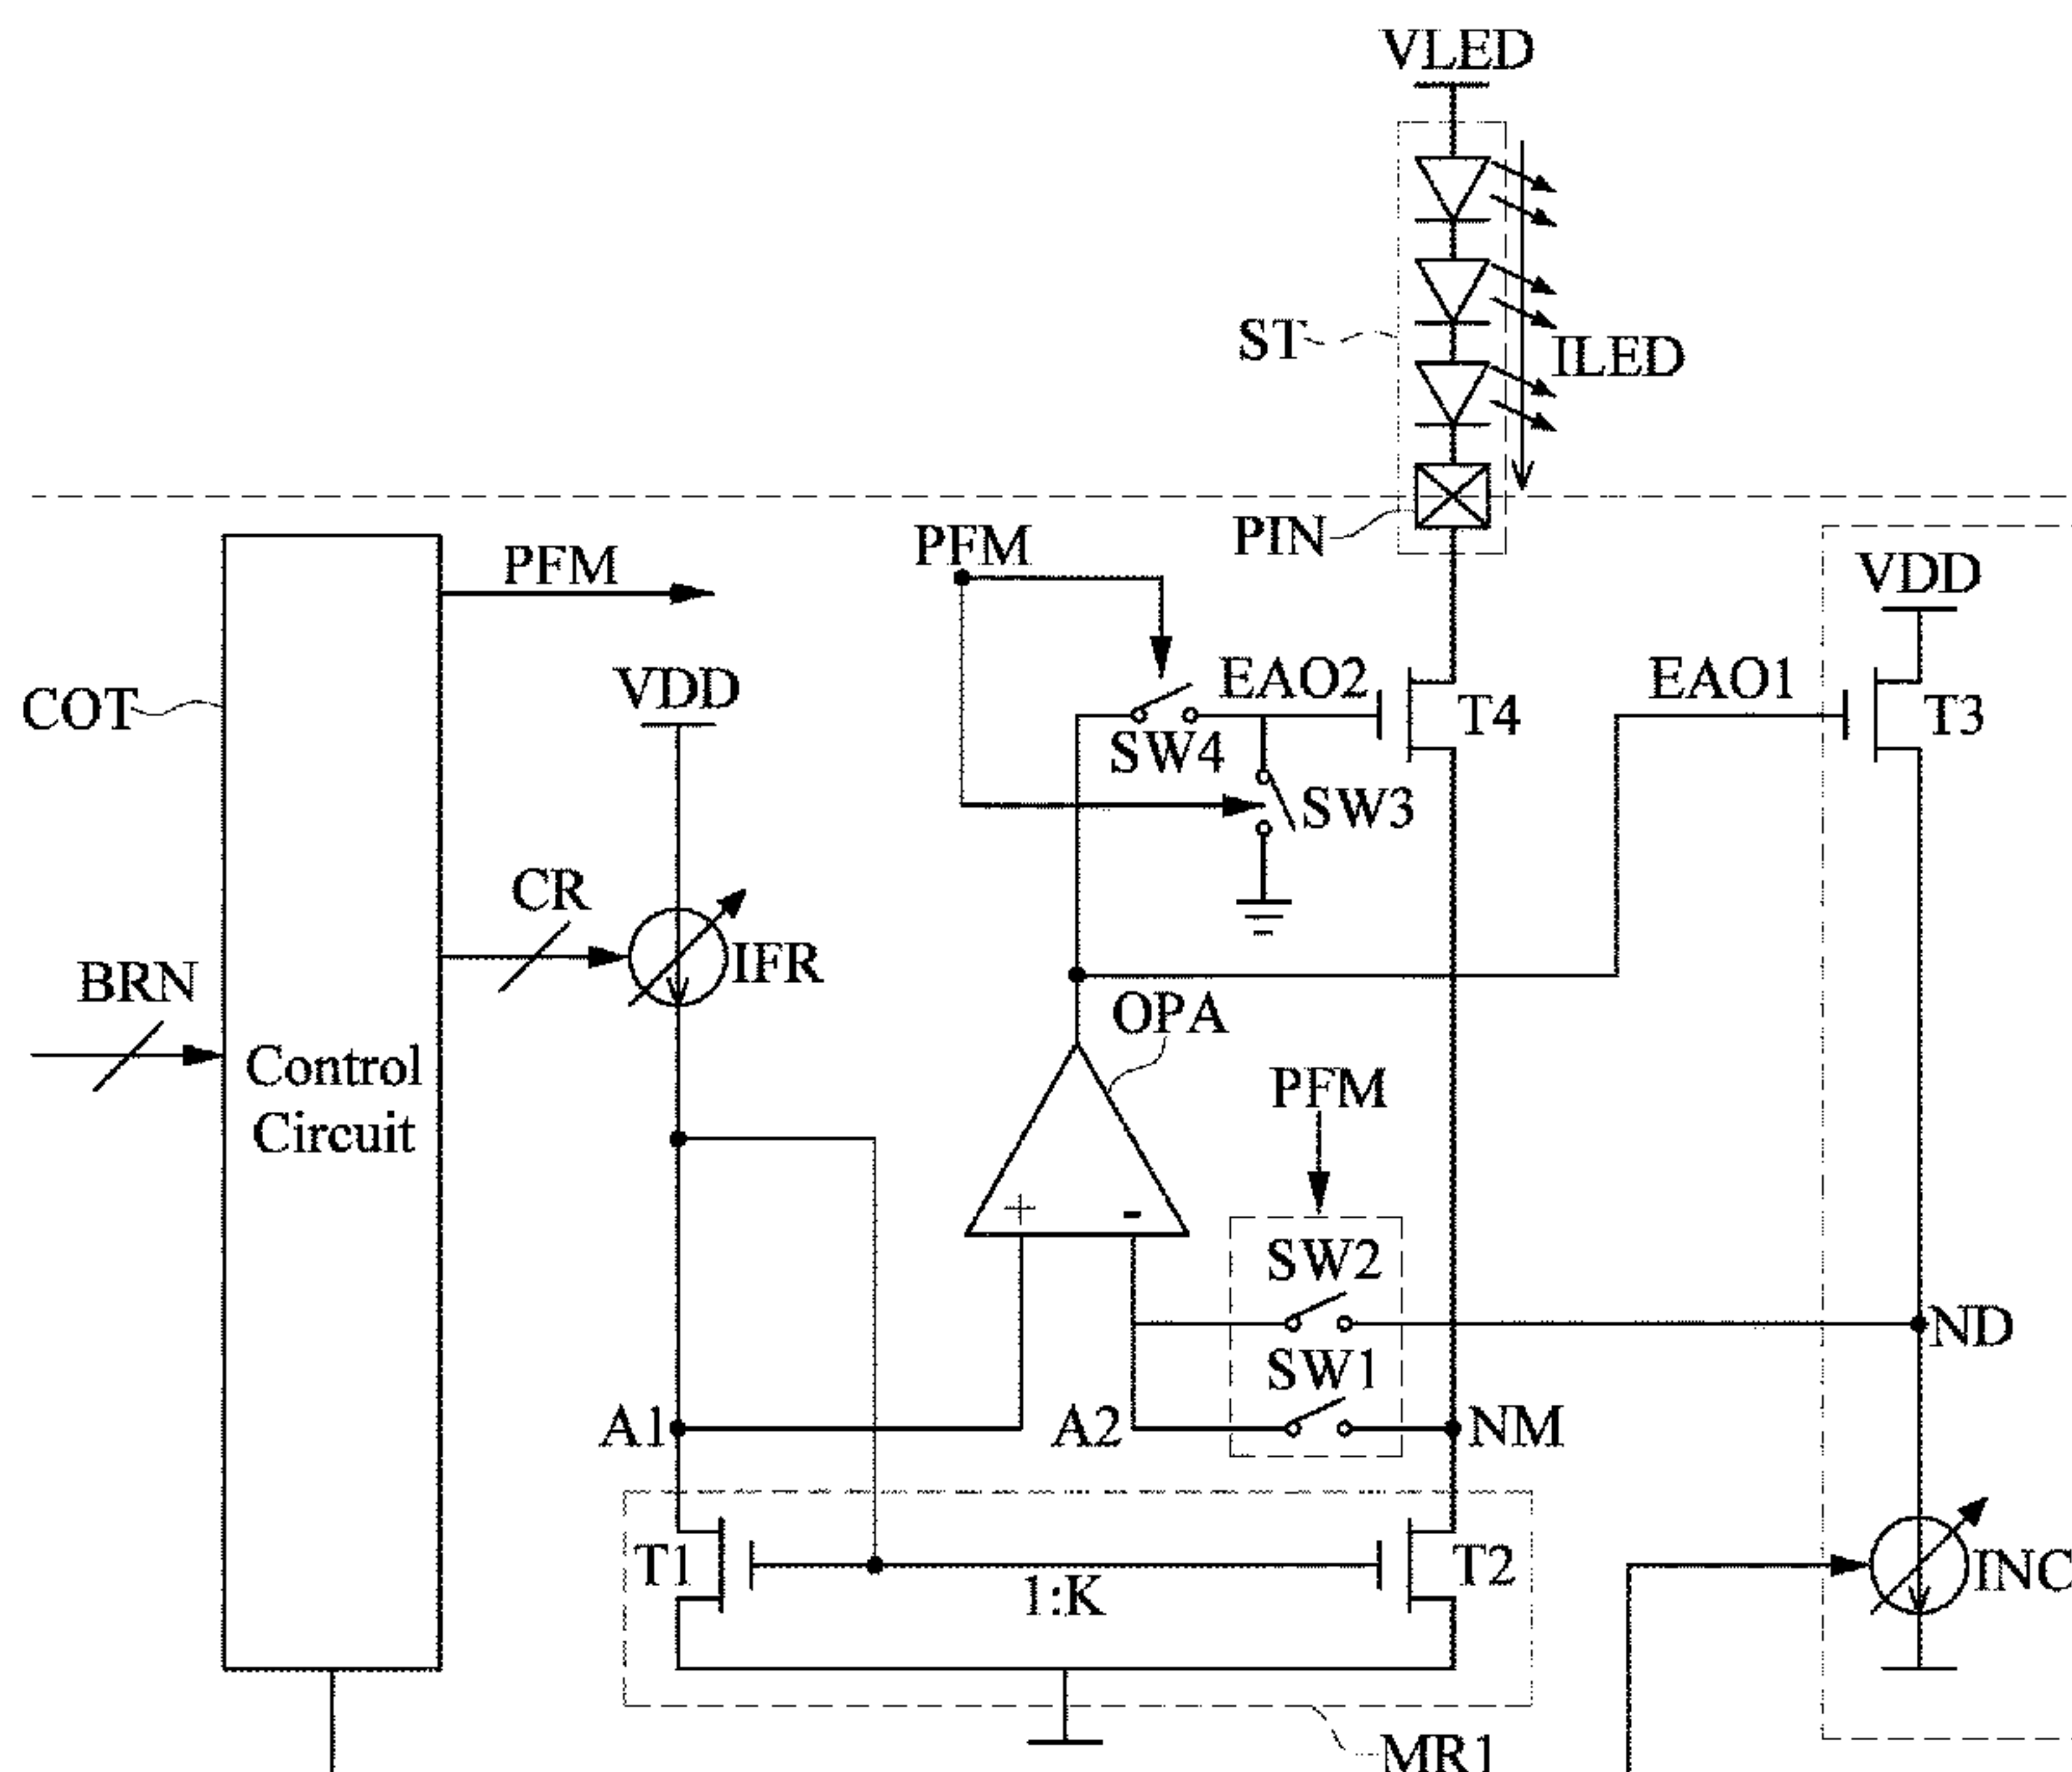 VLED
ST
ILED
PIN
PFM
PFM
VDD
COT
VDD
EAO2
T4
EAO1
T3
SW4
SW3
CR
IFR
BRN
OPA
Control
Circuit
PFM
+
-
SW2
ND
SW1
A1
A2
NM
T1
T2
1:K
INC
MR1